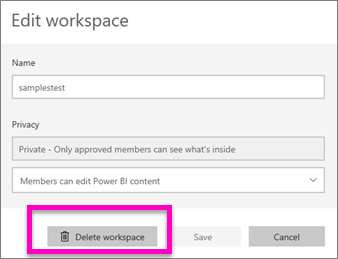 Edit workspace
Name
samplestest
Privacy
Private - Only approved members can see what's inside
Members can edit Power BI content
Delete workspace Save Cancel